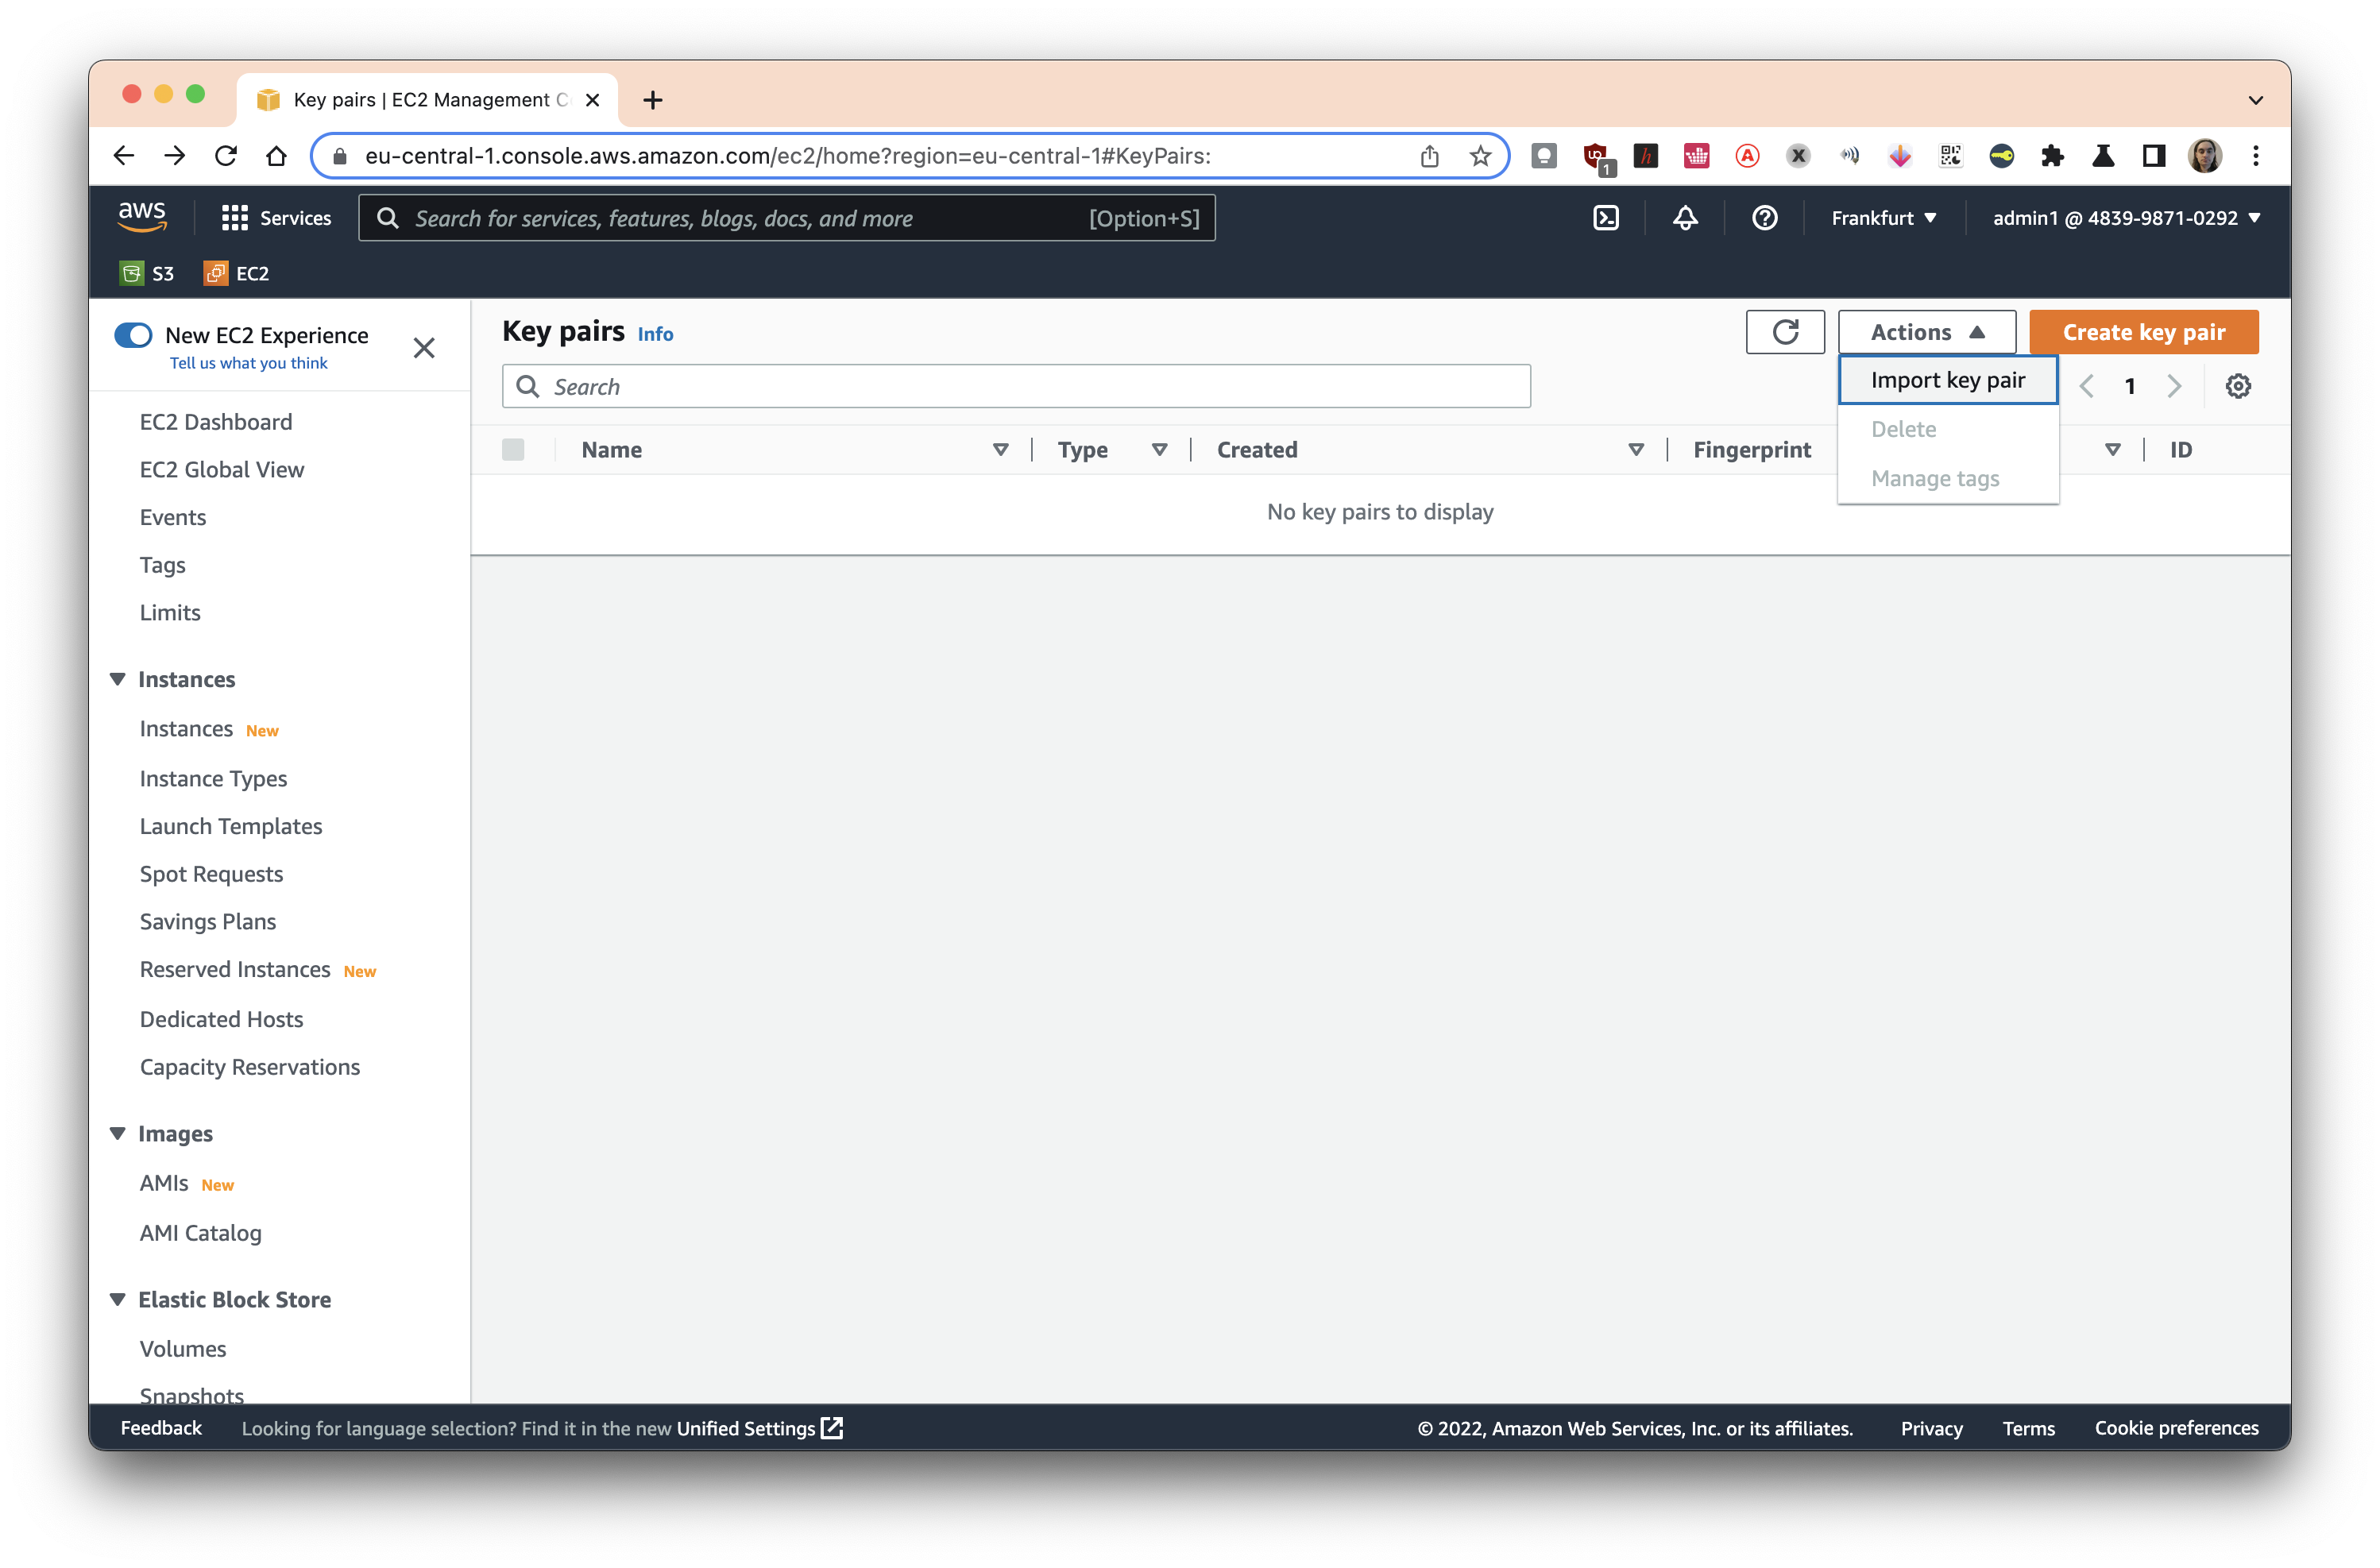 Key pairs | EC2 Management C
eu-central-1.console.aws.amazon.com/ec2/home?region=eu-central-1#KeyPairs:
1
aws
Services
Search for services, features, blogs, docs, and more
[Option+S]
Frankfurt
admin1 @ 4839-9871-0292
S3
EC2
New EC2 Experience
Tell us what you think
EC2 Dashboard
EC2 Global View
Events
Tags
Limits
Instances
Instances New
Instance Types
Launch Templates
Spot Requests
Savings Plans
Reserved Instances New
Dedicated Hosts
Capacity Reservations
Images
AMIs New
AMI Catalog
Elastic Block Store
Volumes
Snapshots
Key pairs Info
Actions
Create key pair
Search
Import key pair
Delete
Manage tags
1
Name
Type
Created
Fingerprint
ID
No key pairs to display
Feedback
Looking for language selection? Find it in the new Unified Settings
© 2022, Amazon Web Services, Inc. or its affiliates.
Privacy
Terms
Cookie preferences